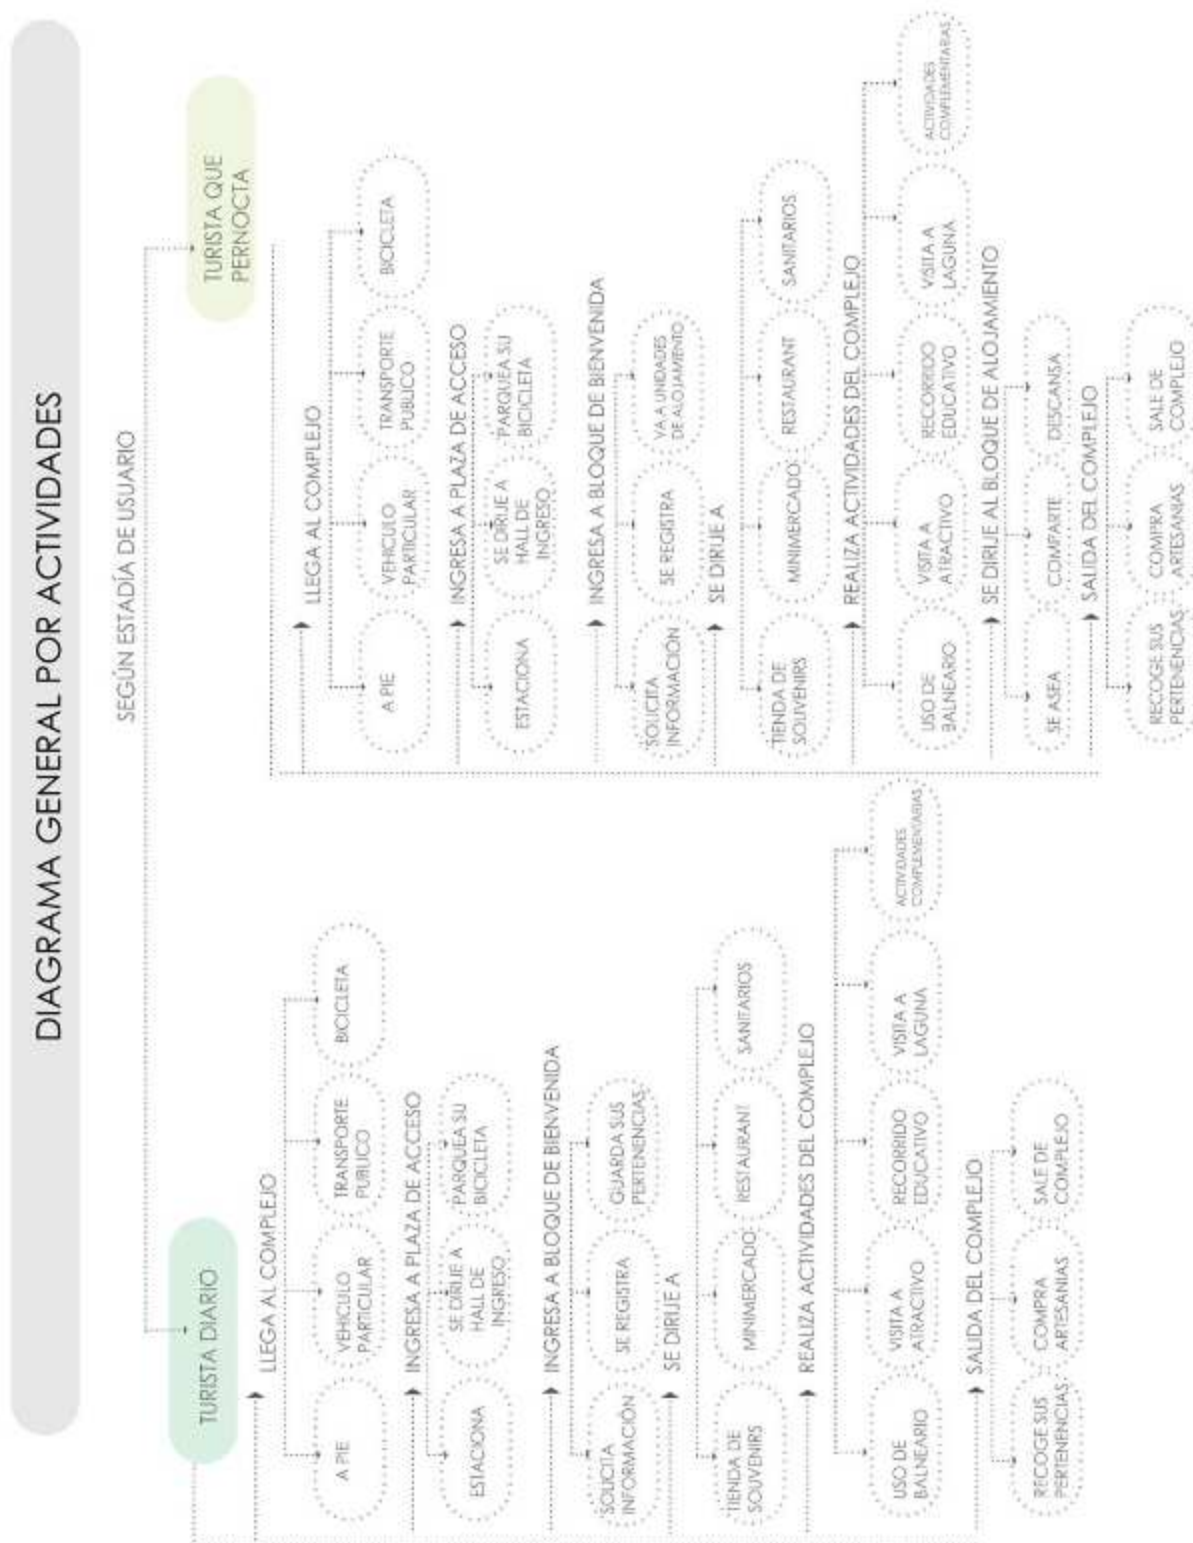 DIAGRAMA GENERAL POR ACTIVIDADES
SEGÚN ESTADÍA DE USUARIO
TURISTA DIARIO
LLEGA AL COMPLEJO
A PIE
VEHICULO
PARTICULAR
TRANSPORTE
PUBLICO
BICICLETA
INGRESA A PLAZA DE ACCESO
ESTACIONA
SE DIRIJE A
HALL DE
INGRESO
PARQUEA SU
BICICLETA
INGRESA A BLOQUE DE BIENVENIDA
SOLICITA
INFORMACIÓN
SE REGISTRA
GUARDA SUS
PERTENENCIAS
SE DIRIJE A
TIENDA DE
SOUVENIRS
MINIMERCADO
RESTAURANT
SANITARIOS
REALIZA ACTIVIDADES DEL COMPLEJO
USO DE
BALNEARIO
VISITA A
ATRACTIVO
RECORRIDO
EDUCATIVO
VISITA A
LAGUNA
ACTIVIDADES
COMPLEMENTARIAS
SALIDA DEL COMPLEJO
RECOGE SUS
PERTENENCIAS
COMPRA
ARTESANIAS
SALE DE
COMPLEJO
TURISTA QUE
PERNOCTA
LLEGA AL COMPLEJO
A PIE
VEHICULO
PARTICULAR
TRANSPORTE
PUBLICO
BICICLETA
INGRESA A PLAZA DE ACCESO
ESTACIONA
SE DIRIJE A
HALL DE
INGRESO
PARQUEA SU
BICICLETA
INGRESA A BLOQUE DE BIENVENIDA
SOLICITA
INFORMACIÓN
SE REGISTRA
VA A UNIDADES
DE ALOJAMIENTO
SE DIRIJE A
TIENDA DE
SOUVENIRS
MINIMERCADO
RESTAURANT
SANITARIOS
REALIZA ACTIVIDADES DEL COMPLEJO
USO DE
BALNEARIO
VISITA A
ATRACTIVO
RECORRIDO
EDUCATIVO
VISITA A
LAGUNA
ACTIVIDADES
COMPLEMENTARIAS
SE DIRIJE AL BLOQUE DE ALOJAMIENTO
SE ASEA
COMPARTE
DESCANSA
SALIDA DEL COMPLEJO
RECOGE SUS
PERTENENCIAS
COMPRA
ARTESANIAS
SALE DE
COMPLEJO